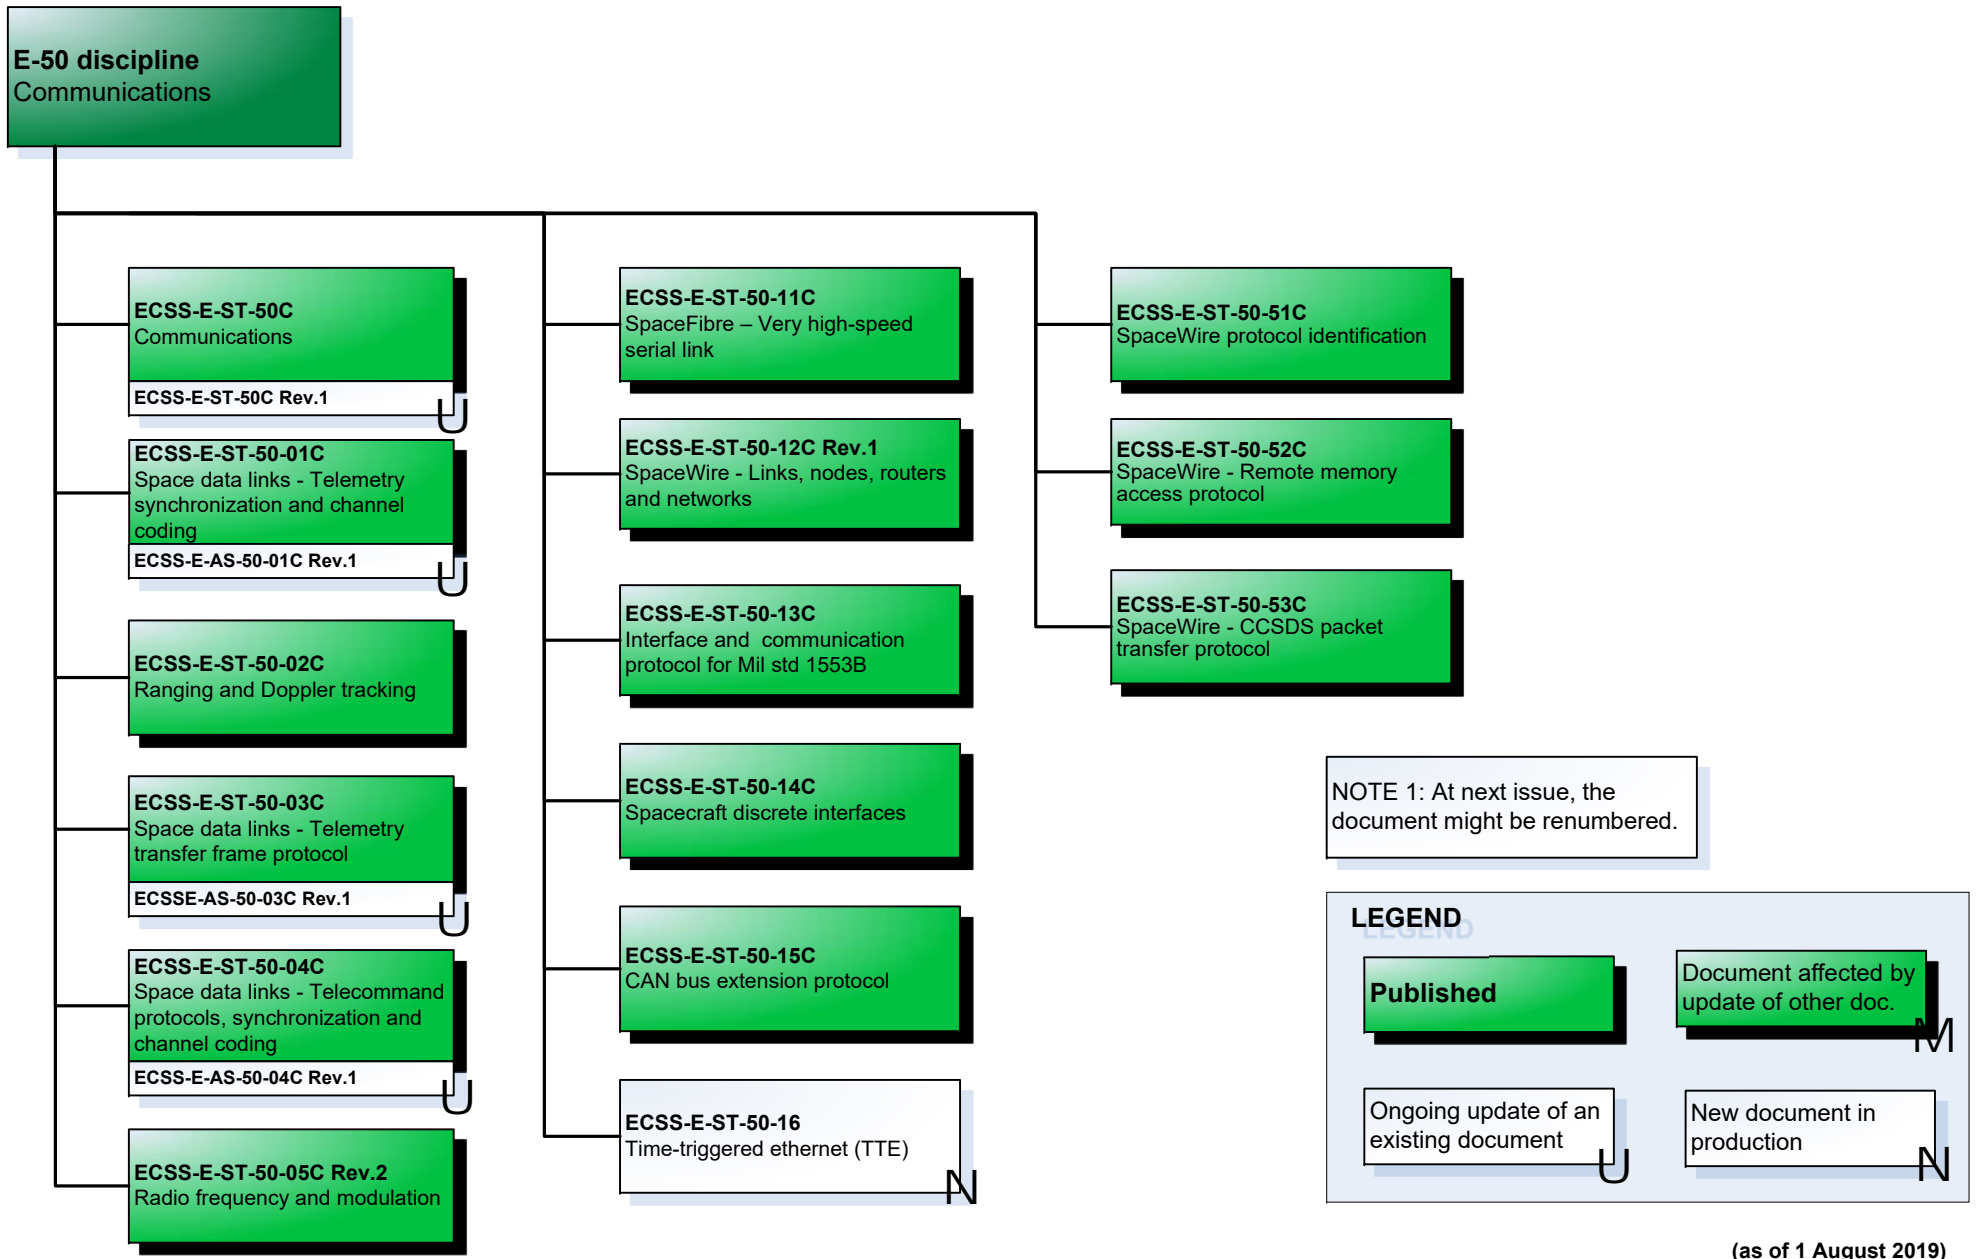 E-50 discipline
Communications
ECSS-E-ST-50C
Communications
ECSS-E-ST-50C Rev.1
U
ECSS-E-ST-50-01C
Space data links - Telemetry
synchronization and channel
coding
ECSS-E-AS-50-01C Rev.1
U
ECSS-E-ST-50-02C
Ranging and Doppler tracking
ECSS-E-ST-50-03C
Space data links - Telemetry
transfer frame protocol
ECSSE-AS-50-03C Rev.1
U
ECSS-E-ST-50-04C
Space data links - Telecommand
protocols, synchronization and
channel coding
ECSS-E-AS-50-04C Rev.1
U
ECSS-E-ST-50-05C Rev.2
Radio frequency and modulation
ECSS-E-ST-50-11C
SpaceFibre – Very high-speed
serial link
ECSS-E-ST-50-12C Rev.1
SpaceWire - Links, nodes, routers
and networks
ECSS-E-ST-50-13C
Interface and  communication
protocol for Mil std 1553B
ECSS-E-ST-50-14C
Spacecraft discrete interfaces
ECSS-E-ST-50-15C
CAN bus extension protocol
ECSS-E-ST-50-16
Time-triggered ethernet (TTE)
N
ECSS-E-ST-50-51C
SpaceWire protocol identification
ECSS-E-ST-50-52C
SpaceWire - Remote memory
access protocol
ECSS-E-ST-50-53C
SpaceWire - CCSDS packet
transfer protocol
NOTE 1: At next issue, the
document might be renumbered.
LEGEND
Published
Document affected by
update of other doc.
M
Ongoing update of an
existing document
U
New document in
production
N
(as of 1 August 2019)